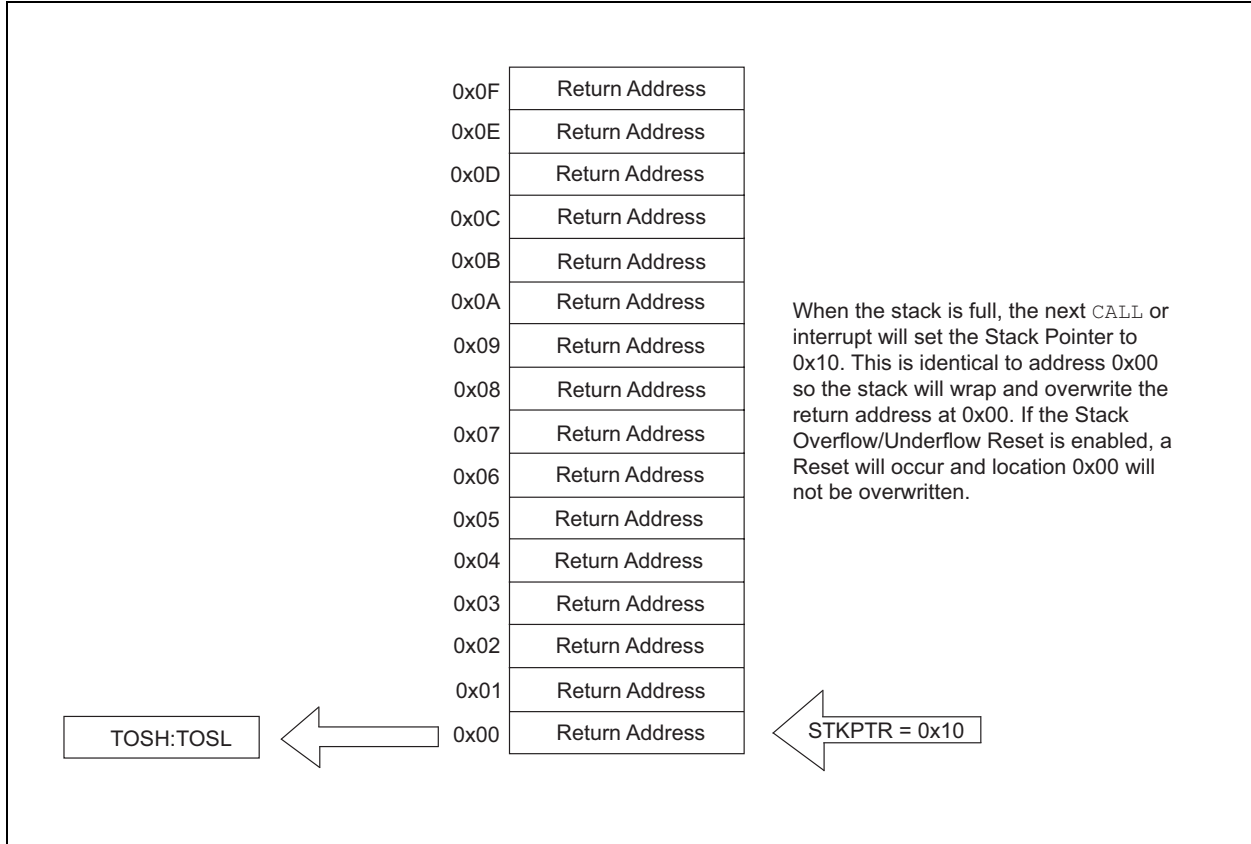 0x0F Return Address
0x0E Return Address
0x0D Return Address
0x0C Return Address
0x0B Return Address
0x0A Return Address
0x09 Return Address
0x08 Return Address
0x07 Return Address
0x06 Return Address
0x05 Return Address
0x04 Return Address
0x03 Return Address
0x02 Return Address
0x01 Return Address
TOSH:TOSL 0x00 Return Address STKPTR = 0x10
When the stack is full, the next CALL or
interrupt will set the Stack Pointer to
0x10. This is identical to address 0x00
so the stack will wrap and overwrite the
return address at 0x00. If the Stack
Overflow/Underflow Reset is enabled, a
Reset will occur and location 0x00 will
not be overwritten.